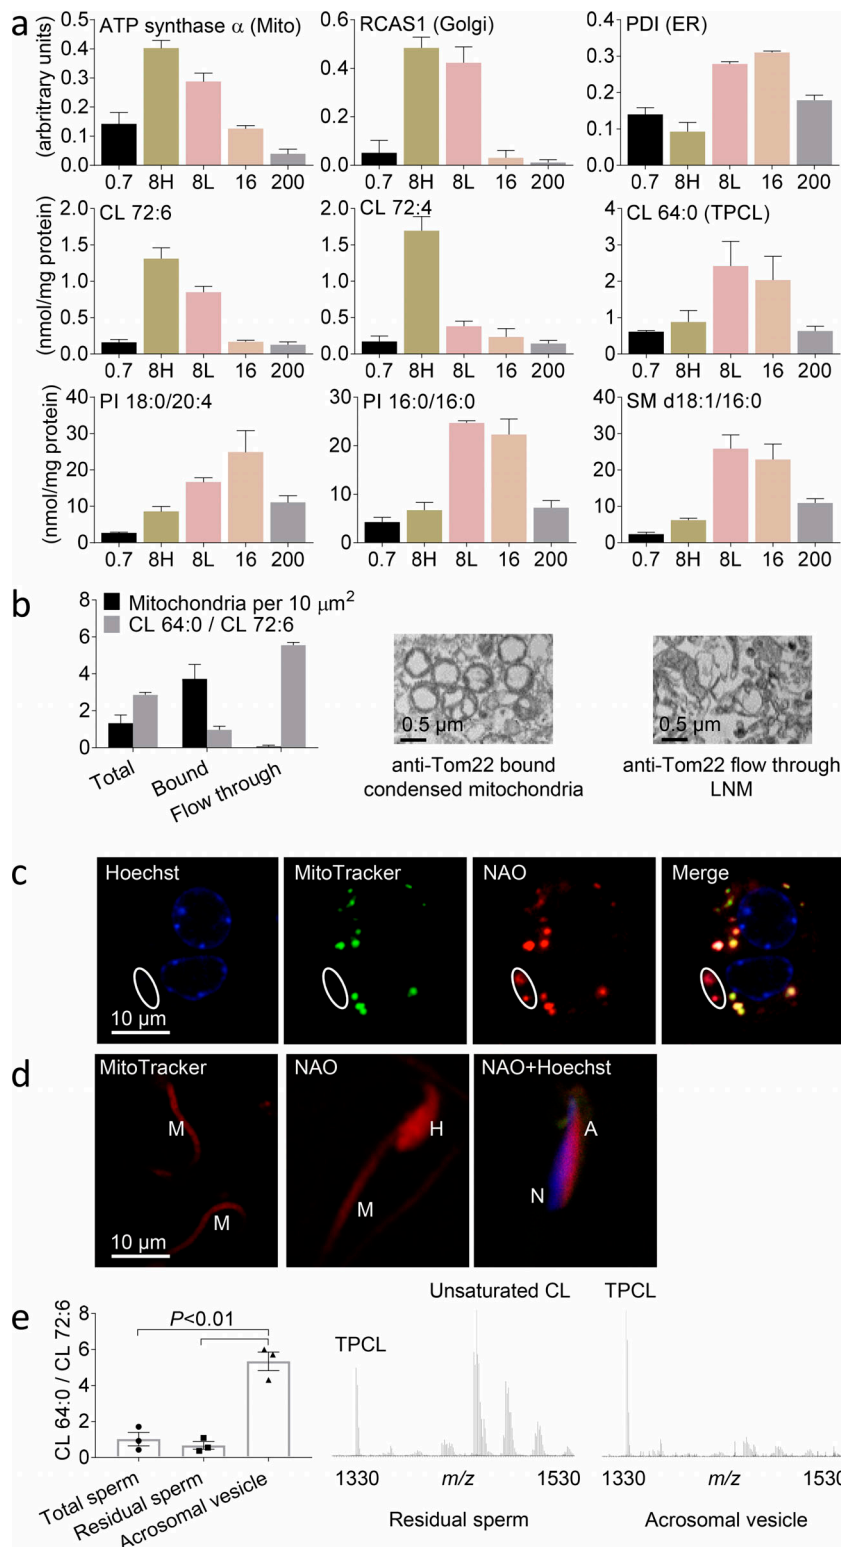 a
ATP synthase α (Mito)
RCAS1 (Golgi)
PDI (ER)
(arbritrary units)
0.5
0.4
0.3
0.2
0.1
0.0
0.7 8H 8L 16 200
0.6
0.4
0.2
0.0
0.7 8H 8L 16 200
0.4
0.3
0.2
0.1
0.0
0.7 8H 8L 16 200
CL 72:6
CL 72:4
CL 64:0 (TPCL)
(nmol/mg protein)
2.0
1.5
1.0
0.5
0.0
0.7 8H 8L 16 200
2.0
1.5
1.0
0.5
0.0
0.7 8H 8L 16 200
4
3
2
1
0
0.7 8H 8L 16 200
PI 18:0/20:4
PI 16:0/16:0
SM d18:1/16:0
(nmol/mg protein)
40
30
20
10
0
0.7 8H 8L 16 200
30
20
10
0
0.7 8H 8L 16 200
40
30
20
10
0
0.7 8H 8L 16 200
b
8
6
4
2
0
Mitochondria per 10 μm2
CL 64:0 / CL 72:6
Total
Bound
Flow through
0.5 μm
anti-Tom22 bound
condensed mitochondria
0.5 μm
anti-Tom22 flow through
LNM
c
Hoechst
MitoTracker
NAO
Merge
10 μm
d
MitoTracker
NAO
NAO+Hoechst
M
M
10 μm
H
M
A
N
e
CL 64:0 / CL 72:6
8
6
4
2
0
P<0.01
Total sperm
Residual sperm
Acrosomal vesicle
Unsaturated CL
TPCL
1330 m/z 1530
Residual sperm
TPCL
1330 m/z 1530
Acrosomal vesicle